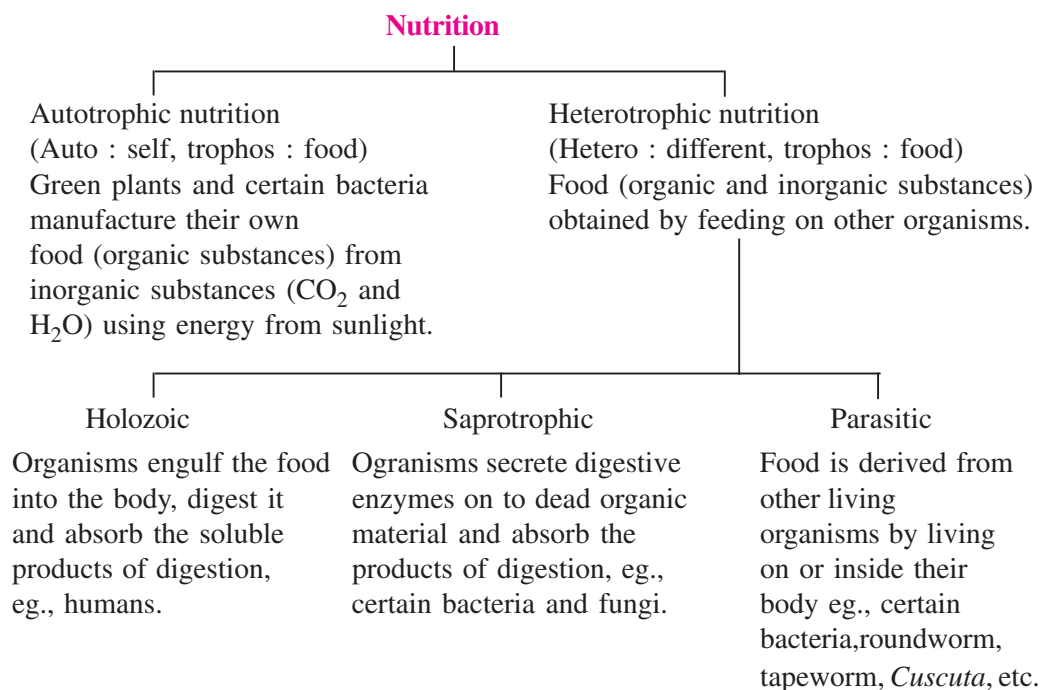 Nutrition
Autotrophic nutrition
(Auto : self, trophos : food)
Green plants and certain bacteria
manufacture their own
food (organic substances) from
inorganic substances (CO₂ and
H₂O) using energy from sunlight.
Heterotrophic nutrition
(Hetero : different, trophos : food)
Food (organic and inorganic substances)
obtained by feeding on other organisms.
Holozoic
Organisms engulf the food
into the body, digest it
and absorb the soluble
products of digestion,
eg., humans.
Saprotrophic
Ogranisms secrete digestive
enzymes on to dead organic
material and absorb the
products of digestion, eg.,
certain bacteria and fungi.
Parasitic
Food is derived from
other living
organisms by living
on or inside their
body eg., certain
bacteria,roundworm,
tapeworm, Cuscuta, etc.